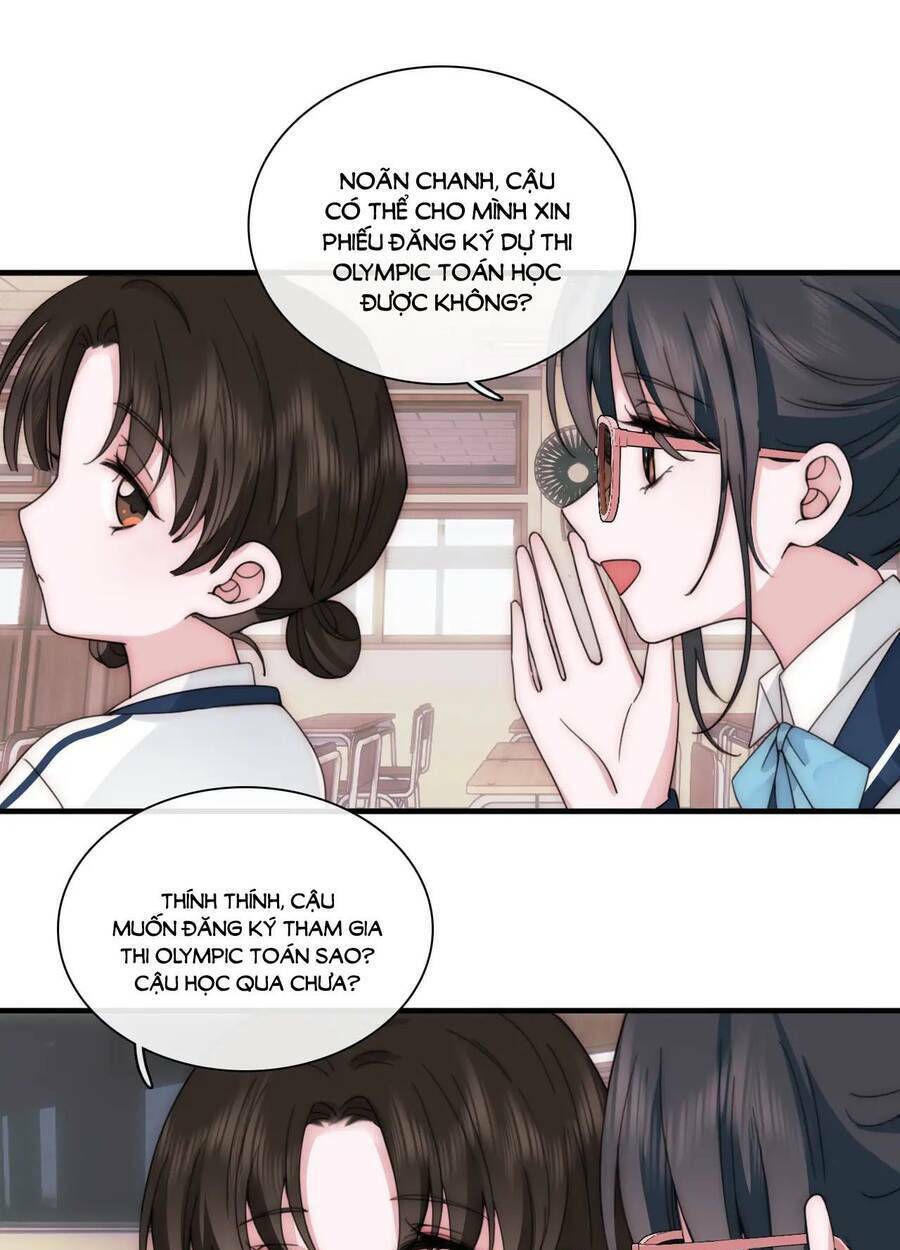 NOÃN CHANH, CẬU
CÓ THỂ CHO MÌNH XIN
PHIẾU ĐĂNG KÝ DỰ THI
OLYMPIC TOÁN HỌC
ĐƯỢC KHÔNG?
THÍNH THÍNH, CẬU
MUỐN ĐĂNG KÝ THAM GIA
THI OLYMPIC TOÁN SAO?
CẬU HỌC QUA CHƯA?